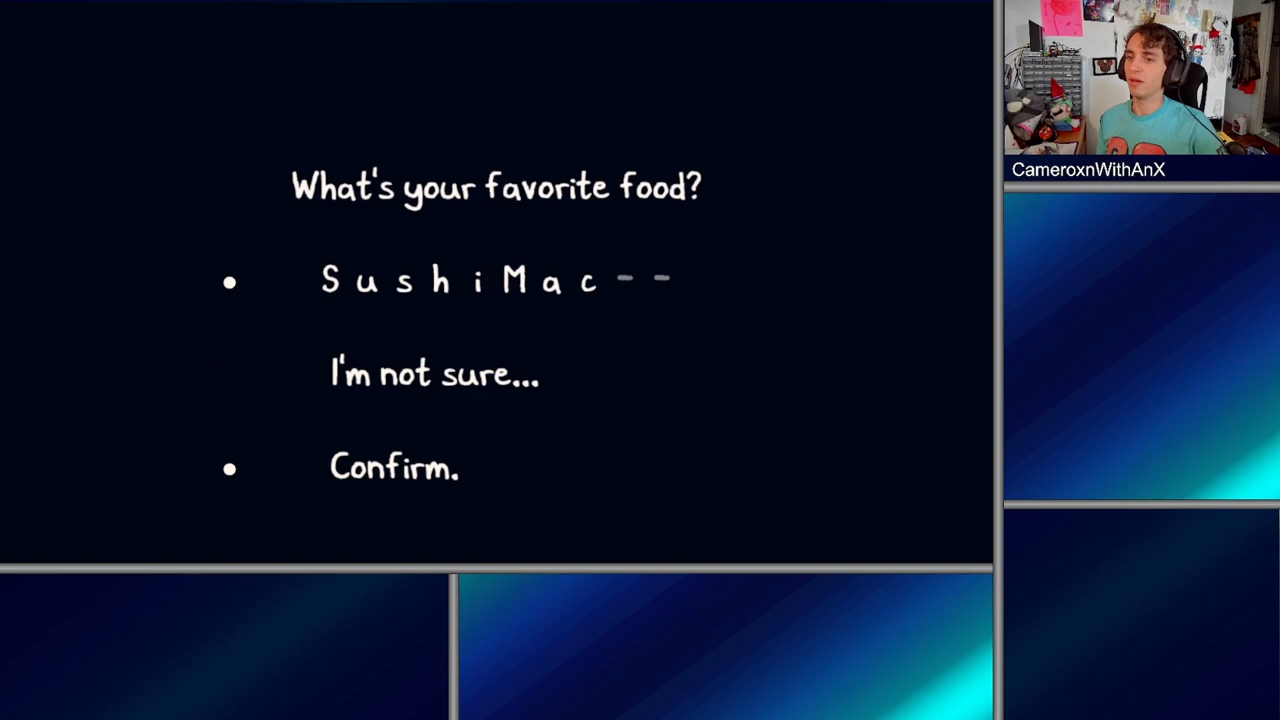 What's your favorite food?
S u s h i M a c - -
I'm not sure...
Confirm.
CameroxnWithAnX